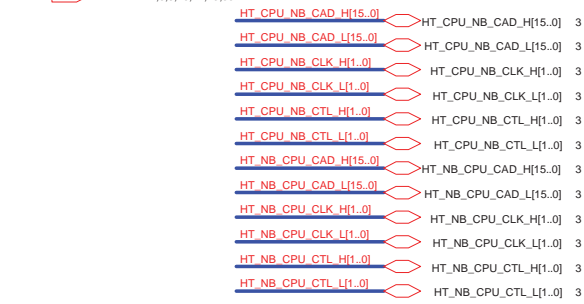 HT_CPU_NB_CAD_H[15..0] HT_CPU_NB_CAD_H[15..0] 3
HT_CPU_NB_CAD_L[15..0] HT_CPU_NB_CAD_L[15..0] 3
HT_CPU_NB_CLK_H[1..0] HT_CPU_NB_CLK_H[1..0] 3
HT_CPU_NB_CLK_L[1..0] HT_CPU_NB_CLK_L[1..0] 3
HT_CPU_NB_CTL_H[1..0] HT_CPU_NB_CTL_H[1..0] 3
HT_CPU_NB_CTL_L[1..0] HT_CPU_NB_CTL_L[1..0] 3
HT_NB_CPU_CAD_H[15..0] HT_NB_CPU_CAD_H[15..0] 3
HT_NB_CPU_CAD_L[15..0] HT_NB_CPU_CAD_L[15..0] 3
HT_NB_CPU_CLK_H[1..0] HT_NB_CPU_CLK_H[1..0] 3
HT_NB_CPU_CLK_L[1..0] HT_NB_CPU_CLK_L[1..0] 3
HT_NB_CPU_CTL_H[1..0] HT_NB_CPU_CTL_H[1..0] 3
HT_NB_CPU_CTL_L[1..0] HT_NB_CPU_CTL_L[1..0] 3